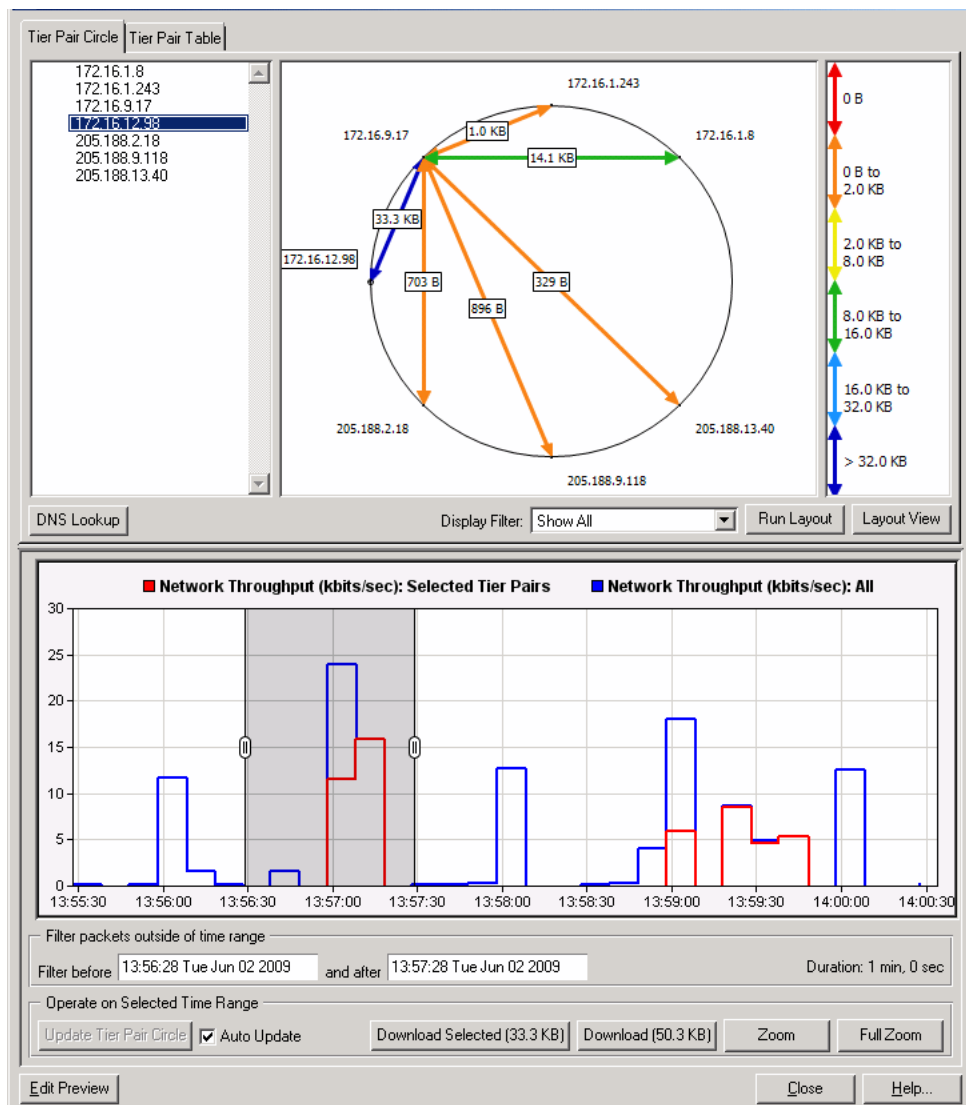 Tier Pair Circle Tier Pair Table
172.16.1.8
172.16.1.243
172.16.9.17
172.16.12.98
205.188.2.18
205.188.9.118
205.188.13.40
172.16.1.243
172.16.9.17
172.16.1.8
1.0 KB
14.1 KB
33.3 KB
172.16.12.98
703 B
329 B
896 B
205.188.2.18
205.188.13.40
205.188.9.118
0 B
0 B to
2.0 KB
2.0 KB to
8.0 KB
8.0 KB to
16.0 KB
16.0 KB to
32.0 KB
> 32.0 KB
DNS Lookup Display Filter: Show All Run Layout Layout View
Network Throughput (kbits/sec): Selected Tier Pairs Network Throughput (kbits/sec): All
30
25
20
15
10
5
0
13:55:30 13:56:00 13:56:30 13:57:00 13:57:30 13:58:00 13:58:30 13:59:00 13:59:30 14:00:00 14:00:30
Filter packets outside of time range
Filter before 13:56:28 Tue Jun 02 2009 and after 13:57:28 Tue Jun 02 2009 Duration: 1 min, 0 sec
Operate on Selected Time Range
Update Tier Pair Circle Auto Update Download Selected (33.3 KB) Download (50.3 KB) Zoom Full Zoom
Edit Preview Close Help...